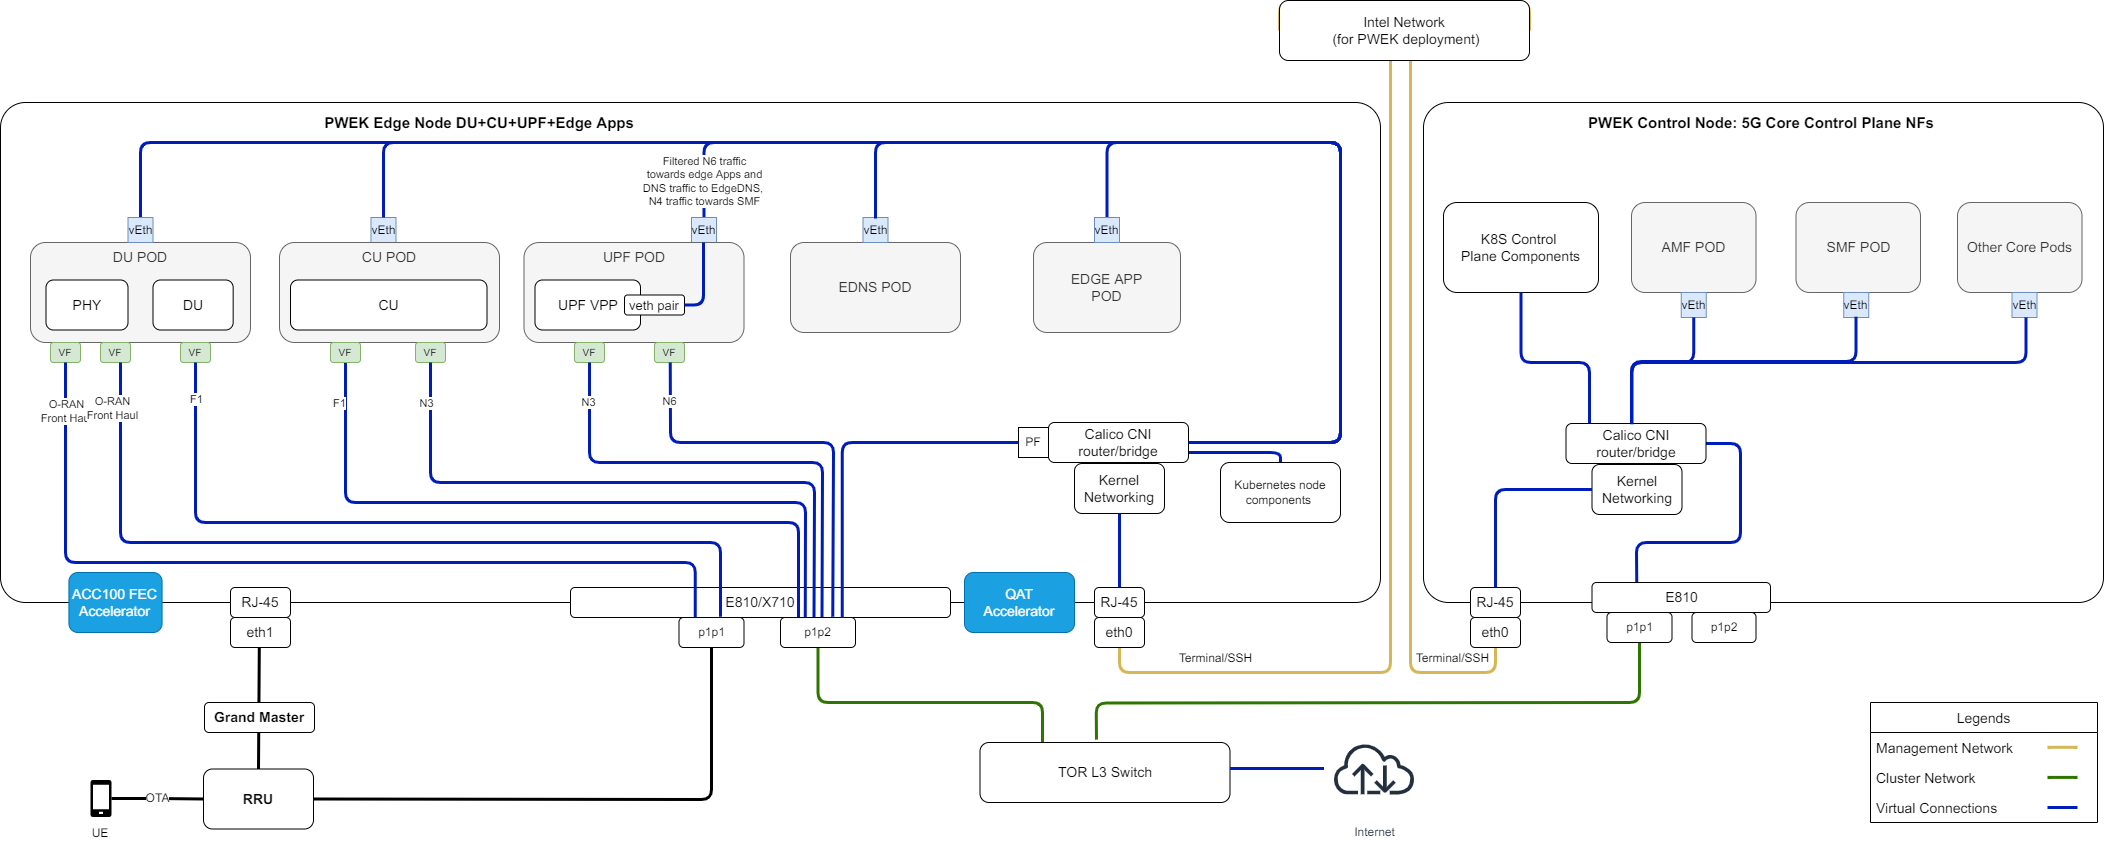 Intel Network
(for PWEK deployment)
PWEK Edge Node DU+CU+UPF+Edge Apps
PWEK Control Node: 5G Core Control Plane NFs
Filtered N6 traffic
towards edge Apps and
DNS traffic to EdgeDNS,
N4 traffic towards SMF
vEth
vEth
vEth
vEth
vEth
DU POD
PHY
DU
CU POD
CU
UPF POD
UPF VPP
veth pair
EDNS POD
EDGE APP
POD
K8S Control
Plane Components
AMF POD
SMF POD
Other Core Pods
vEth
vEth
vEth
VF
VF
VF
VF
VF
VF
VF
O-RAN
Front Hau
O-RAN
Front Haul
F1
F1
N3
N3
N6
PF
Calico CNI
router/bridge
Kernel
Networking
Kubernetes node
components
Calico CNI
router/bridge
Kernel
Networking
ACC100 FEC
Accelerator
RJ-45
eth1
E810/X710
p1p1
p1p2
QAT
Accelerator
RJ-45
eth0
RJ-45
eth0
E810
p1p1
p1p2
Terminal/SSH
Terminal/SSH
Grand Master
RRU
OTA
UE
TOR L3 Switch
Internet
Legends
Management Network
Cluster Network
Virtual Connections